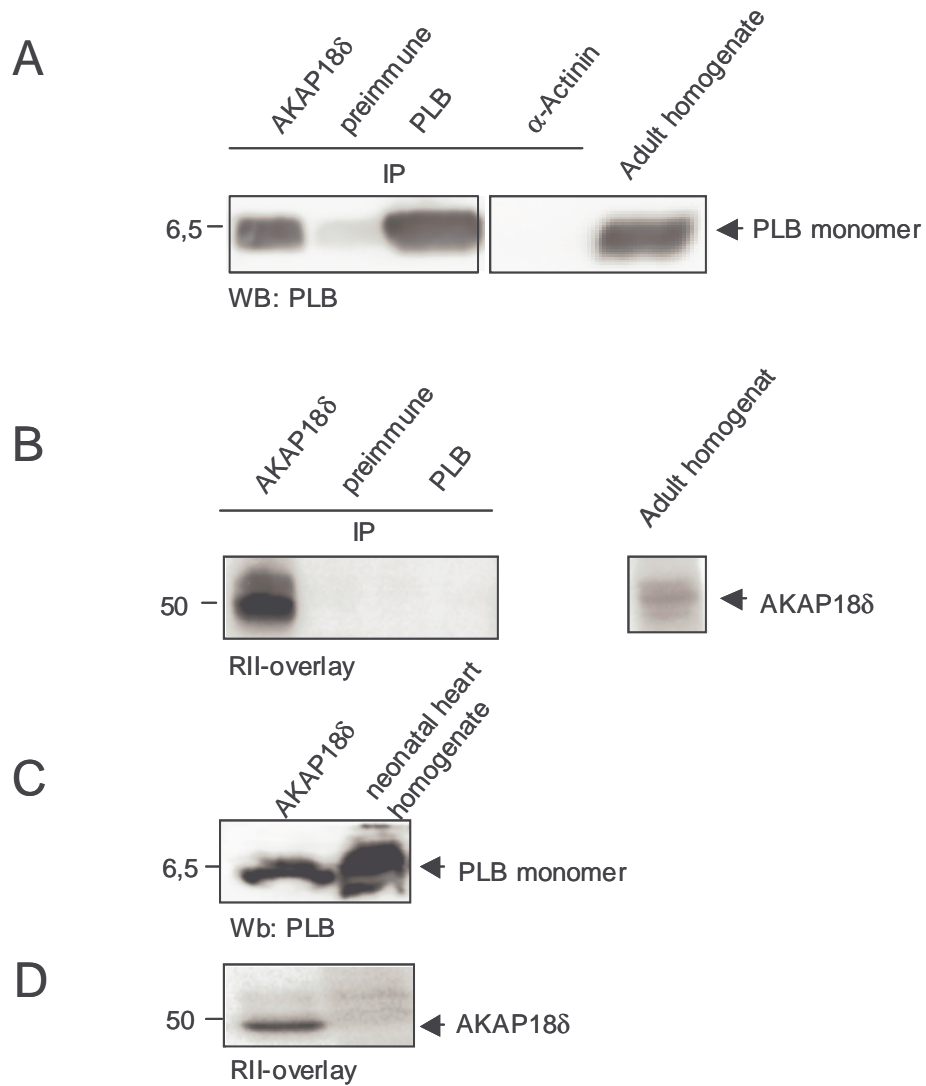 A
AKAP18δ
preimmune
PLB
α-Actinin
Adult homogenate
IP
6,5
PLB monomer
WB: PLB
B
AKAP18δ
preimmune
PLB
Adult homogenat
IP
50
AKAP18δ
RII-overlay
C
AKAP18δ
neonatal heart
homogenate
6,5
PLB monomer
Wb: PLB
D
50
AKAP18δ
RII-overlay